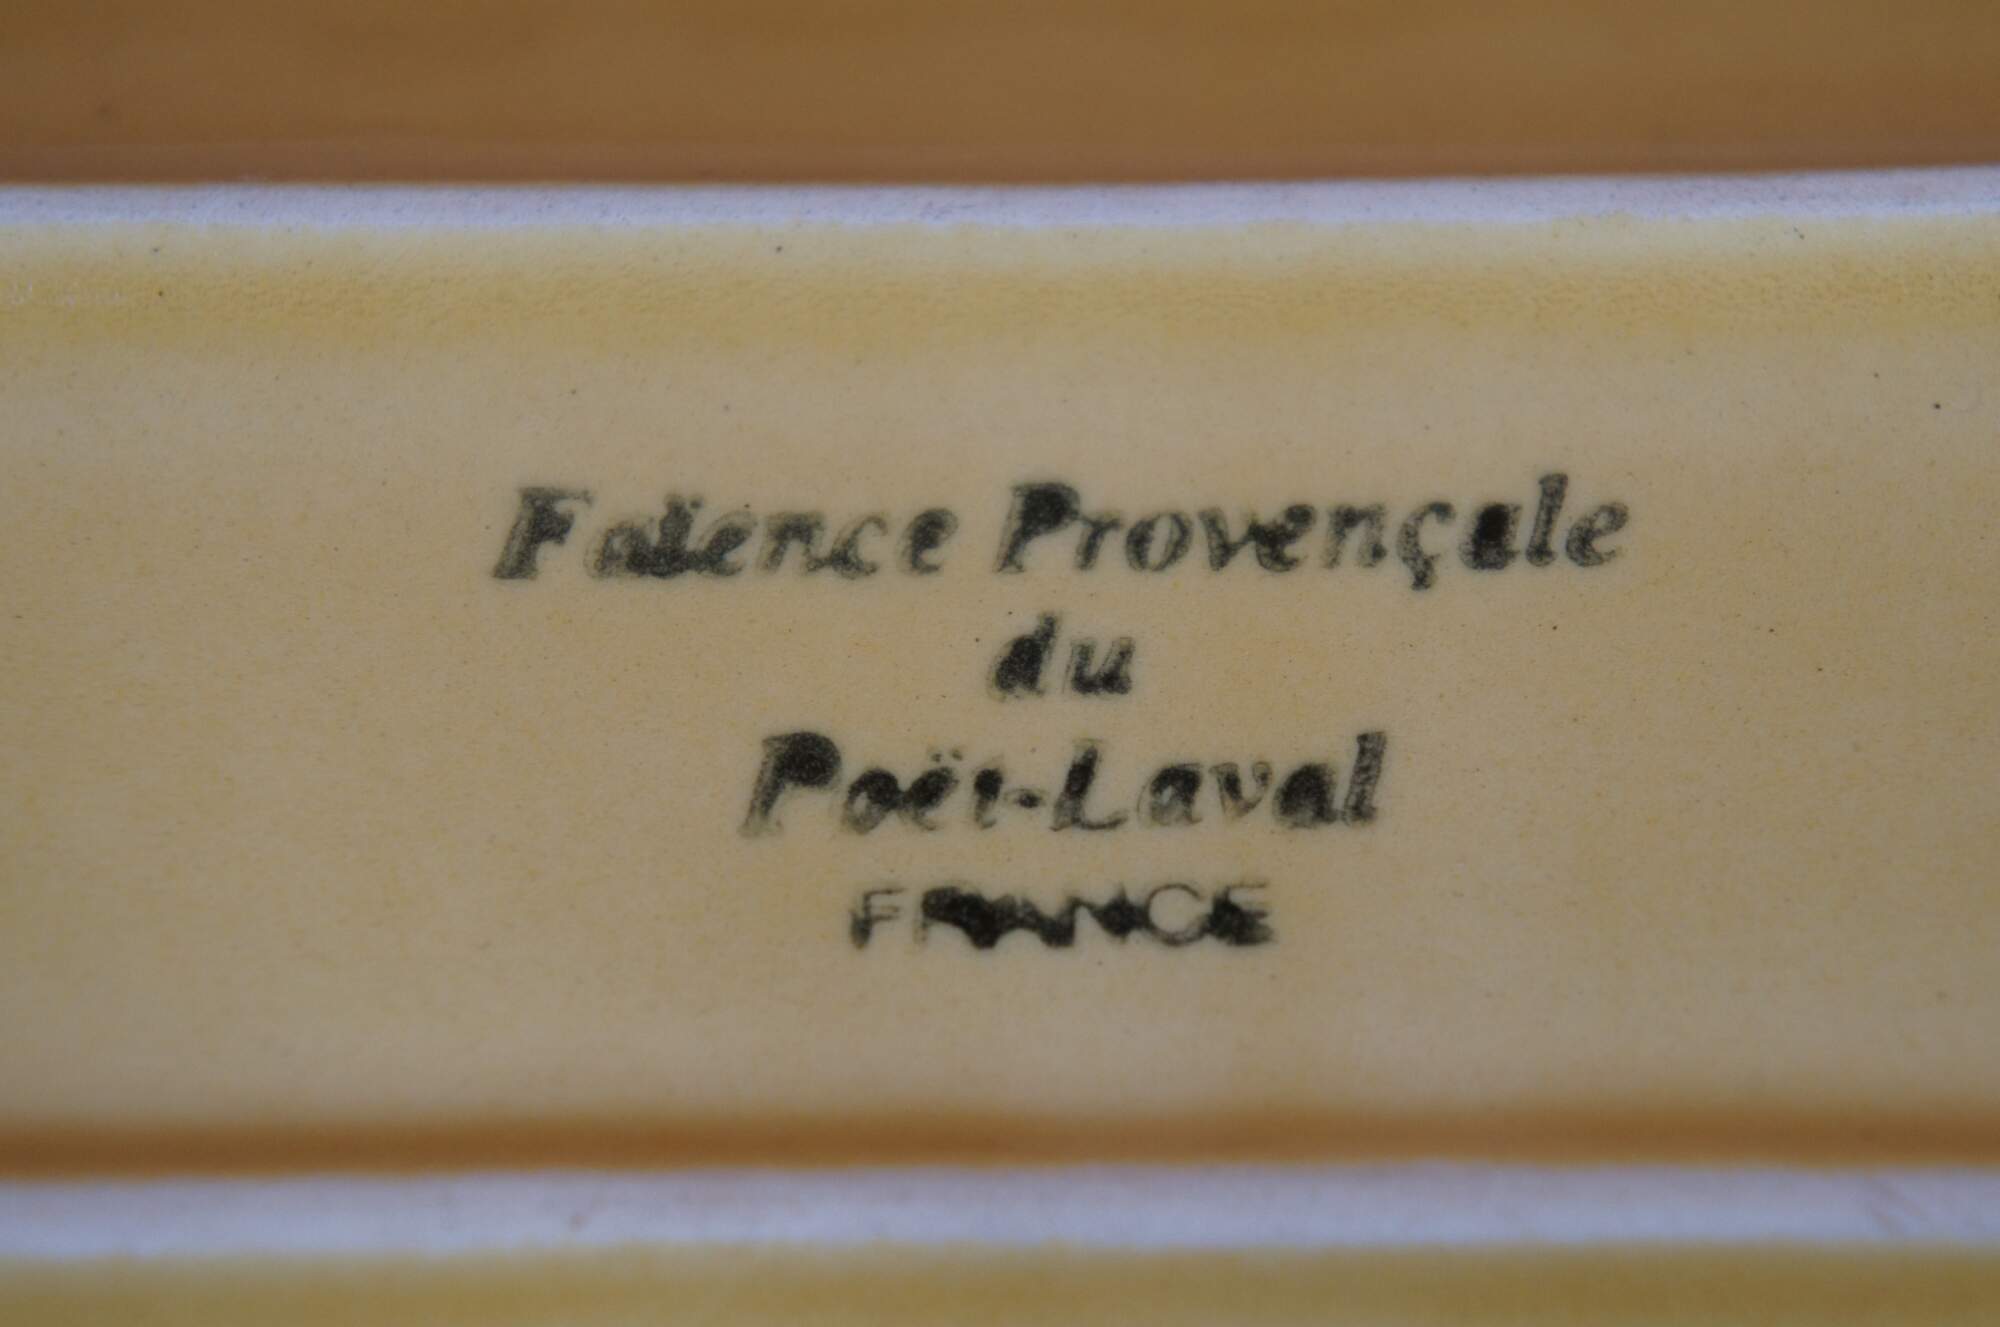 Faïence Provençale
du
Poët-Laval
FRANCE